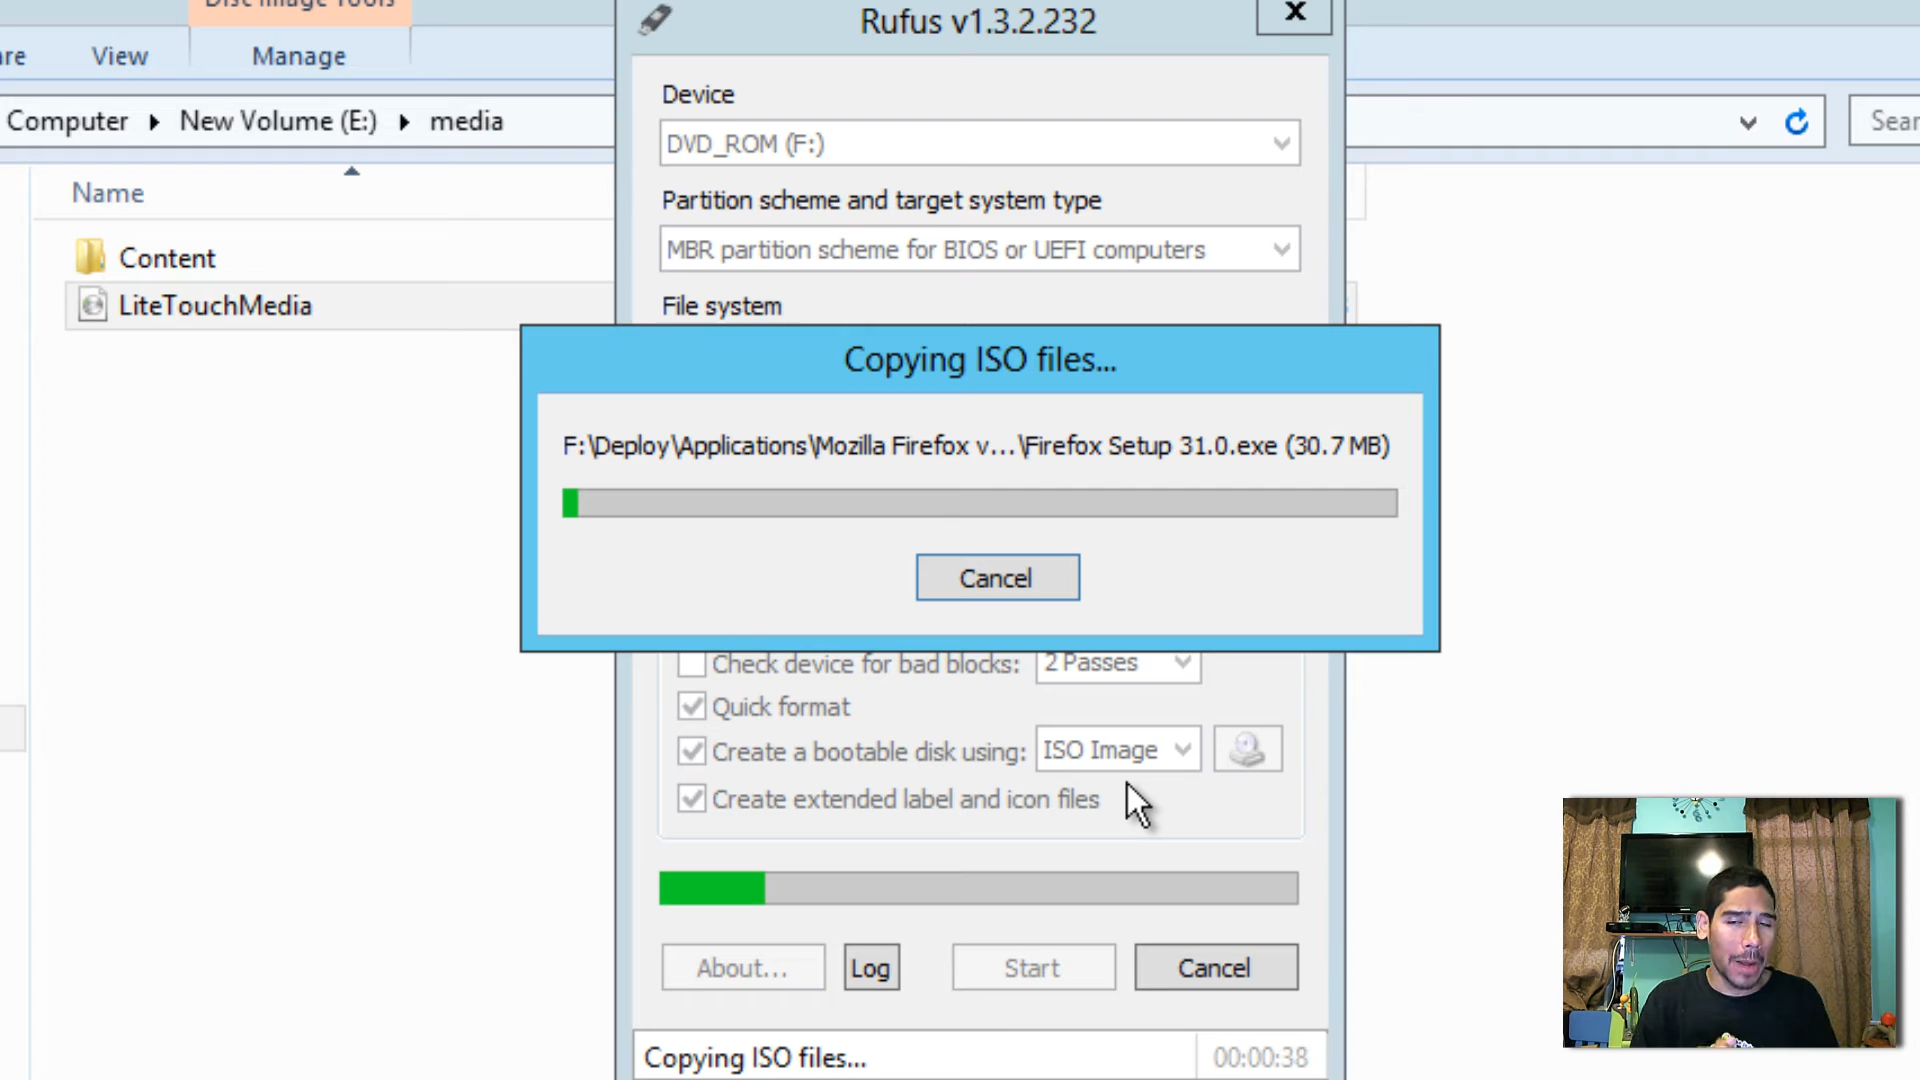 Disc Image Tools
Rufus v1.3.2.232
View
Manage
Device
Computer
New Volume (E:)
media
DVD_ROM (F:)
Name
Partition scheme and target system type
MBR partition scheme for BIOS or UEFI computers
Content
LiteTouchMedia
File system
Copying ISO files...
F:\Deploy\Applications\Mozilla Firefox v...\Firefox Setup 31.0.exe (30.7 MB)
Cancel
Check device for bad blocks:
2 Passes
Quick format
Create a bootable disk using:
ISO Image
Create extended label and icon files
About...
Log
Start
Cancel
Copying ISO files...
00:00:38